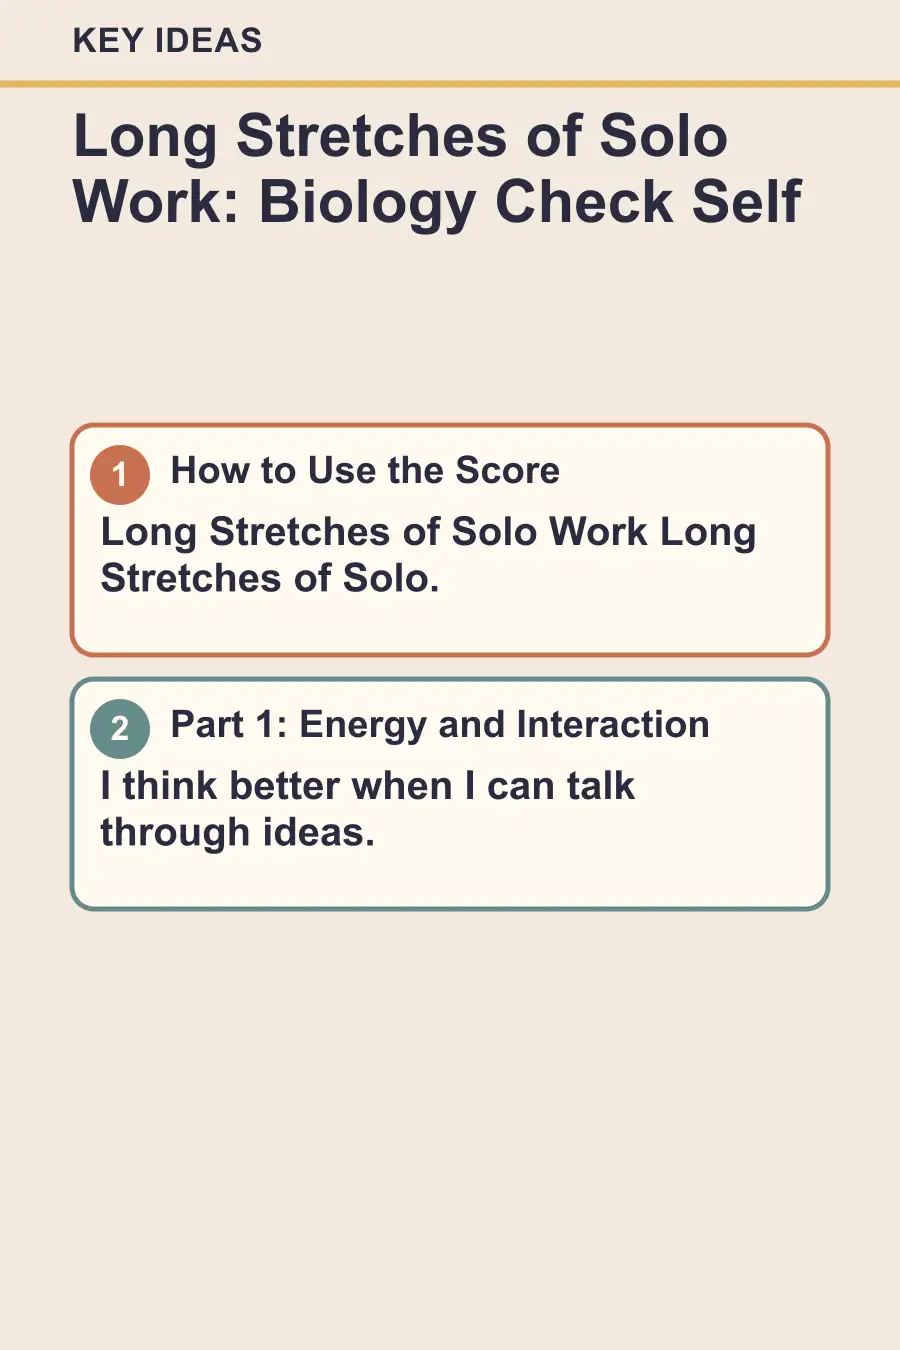 KEY IDEAS
Long Stretches of Solo
Work: Biology Check Self
1 How to Use the Score
Long Stretches of Solo Work Long
Stretches of Solo.
2 Part 1: Energy and Interaction
I think better when I can talk
through ideas.